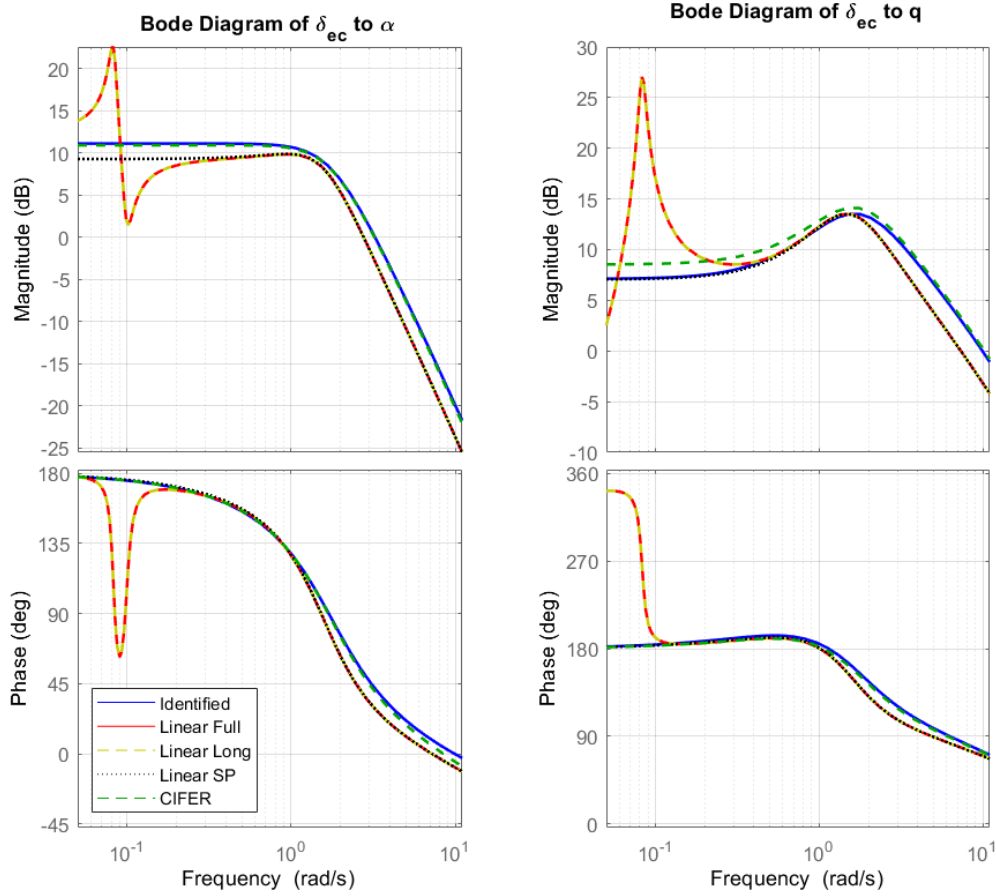 Bode Diagram of δ_ec to α
Magnitude (dB)
20
15
10
5
0
-5
-10
-15
-20
-25
Phase (deg)
180
135
90
45
0
-45
Identified
Linear Full
Linear Long
Linear SP
CIFER
10^-1
10^0
10^1
Frequency (rad/s)
Bode Diagram of δ_ec to q
Magnitude (dB)
30
25
20
15
10
5
0
-5
-10
Phase (deg)
360
270
180
90
0
10^-1
10^0
10^1
Frequency (rad/s)